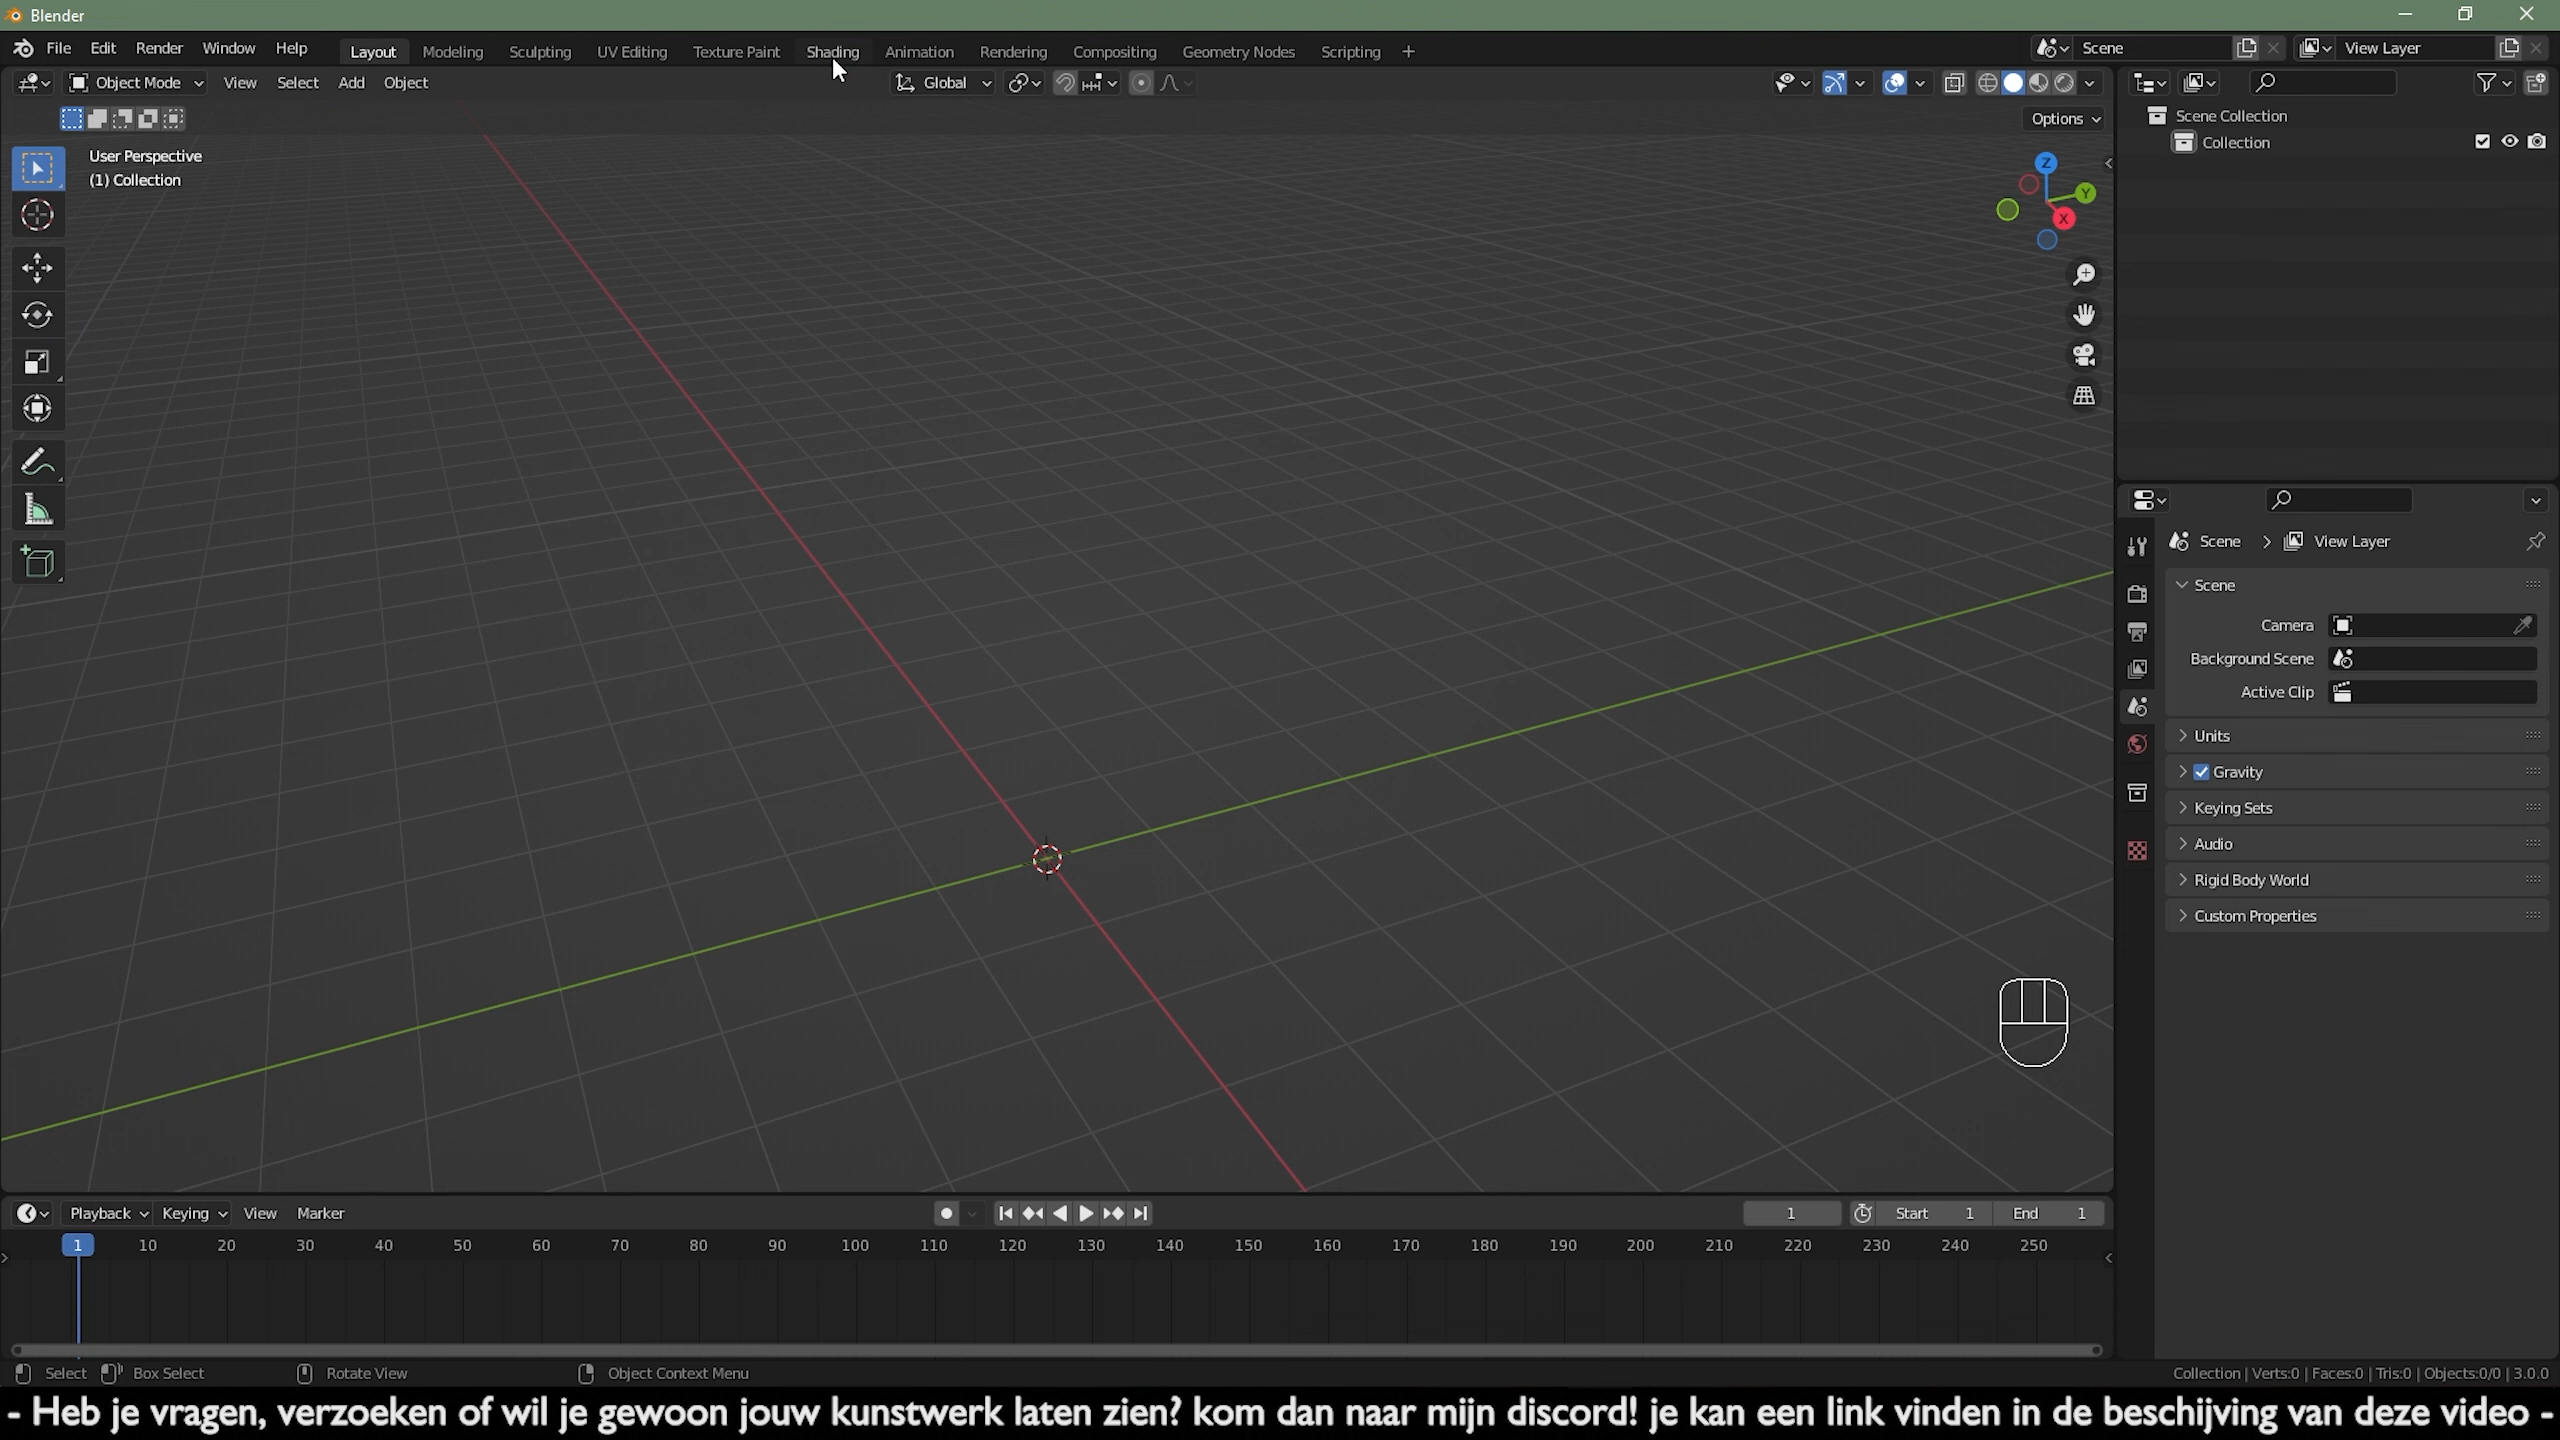 Blender
File Edit Render Window Help Layout Modeling Sculpting UV Editing Texture Paint Shading Animation Rendering Compositing Geometry Nodes Scripting + Scene View Layer
Object Mode View Select Add Object Global
Options
User Perspective
(1) Collection
Z
Y
X
Scene Collection
Collection
Scene > View Layer
Scene
Camera
Background Scene
Active Clip
Units
Gravity
Keying Sets
Audio
Rigid Body World
Custom Properties
Playback Keying View Marker 1 Start 1 End 1
1 10 20 30 40 50 60 70 80 90 100 110 120 130 140 150 160 170 180 190 200 210 220 230 240 250
Select Box Select Rotate View Object Context Menu Collection | Verts:0 | Faces:0 | Tris:0 | Objects:0/0 | 3.0.0
- Heb je vragen, verzoeken of wil je gewoon jouw kunstwerk laten zien? kom dan naar mijn discord! je kan een link vinden in de beschijving van deze video -